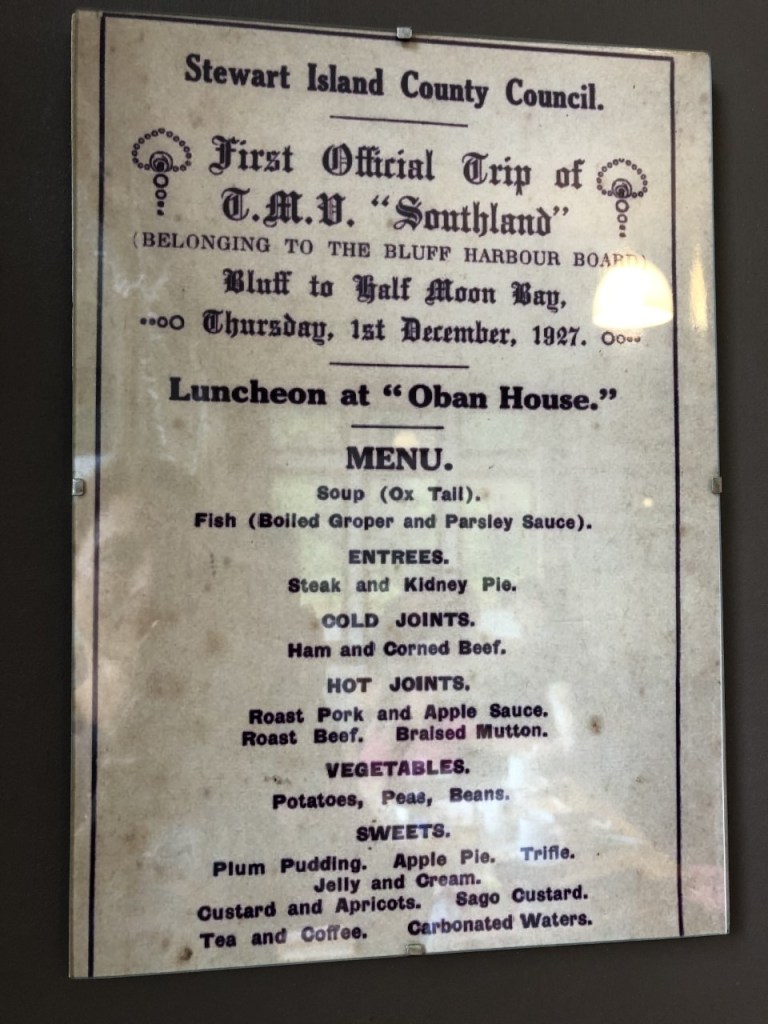 Stewart Island County Council.
First Official Trip of
T.M.V. "Southland"
(BELONGING TO THE BLUFF HARBOUR BOARD)
Bluff to Half Moon Bay,
Thursday, 1st December, 1927.
Luncheon at "Oban House."
MENU.
Soup (Ox Tail).
Fish (Boiled Groper and Parsley Sauce).
ENTREES.
Steak and Kidney Pie.
COLD JOINTS.
Ham and Corned Beef.
HOT JOINTS.
Roast Pork and Apple Sauce.
Roast Beef. Braised Mutton.
VEGETABLES.
Potatoes, Peas, Beans.
SWEETS.
Plum Pudding. Apple Pie. Trifle.
Jelly and Cream.
Custard and Apricots. Sago Custard.
Tea and Coffee. Carbonated Waters.